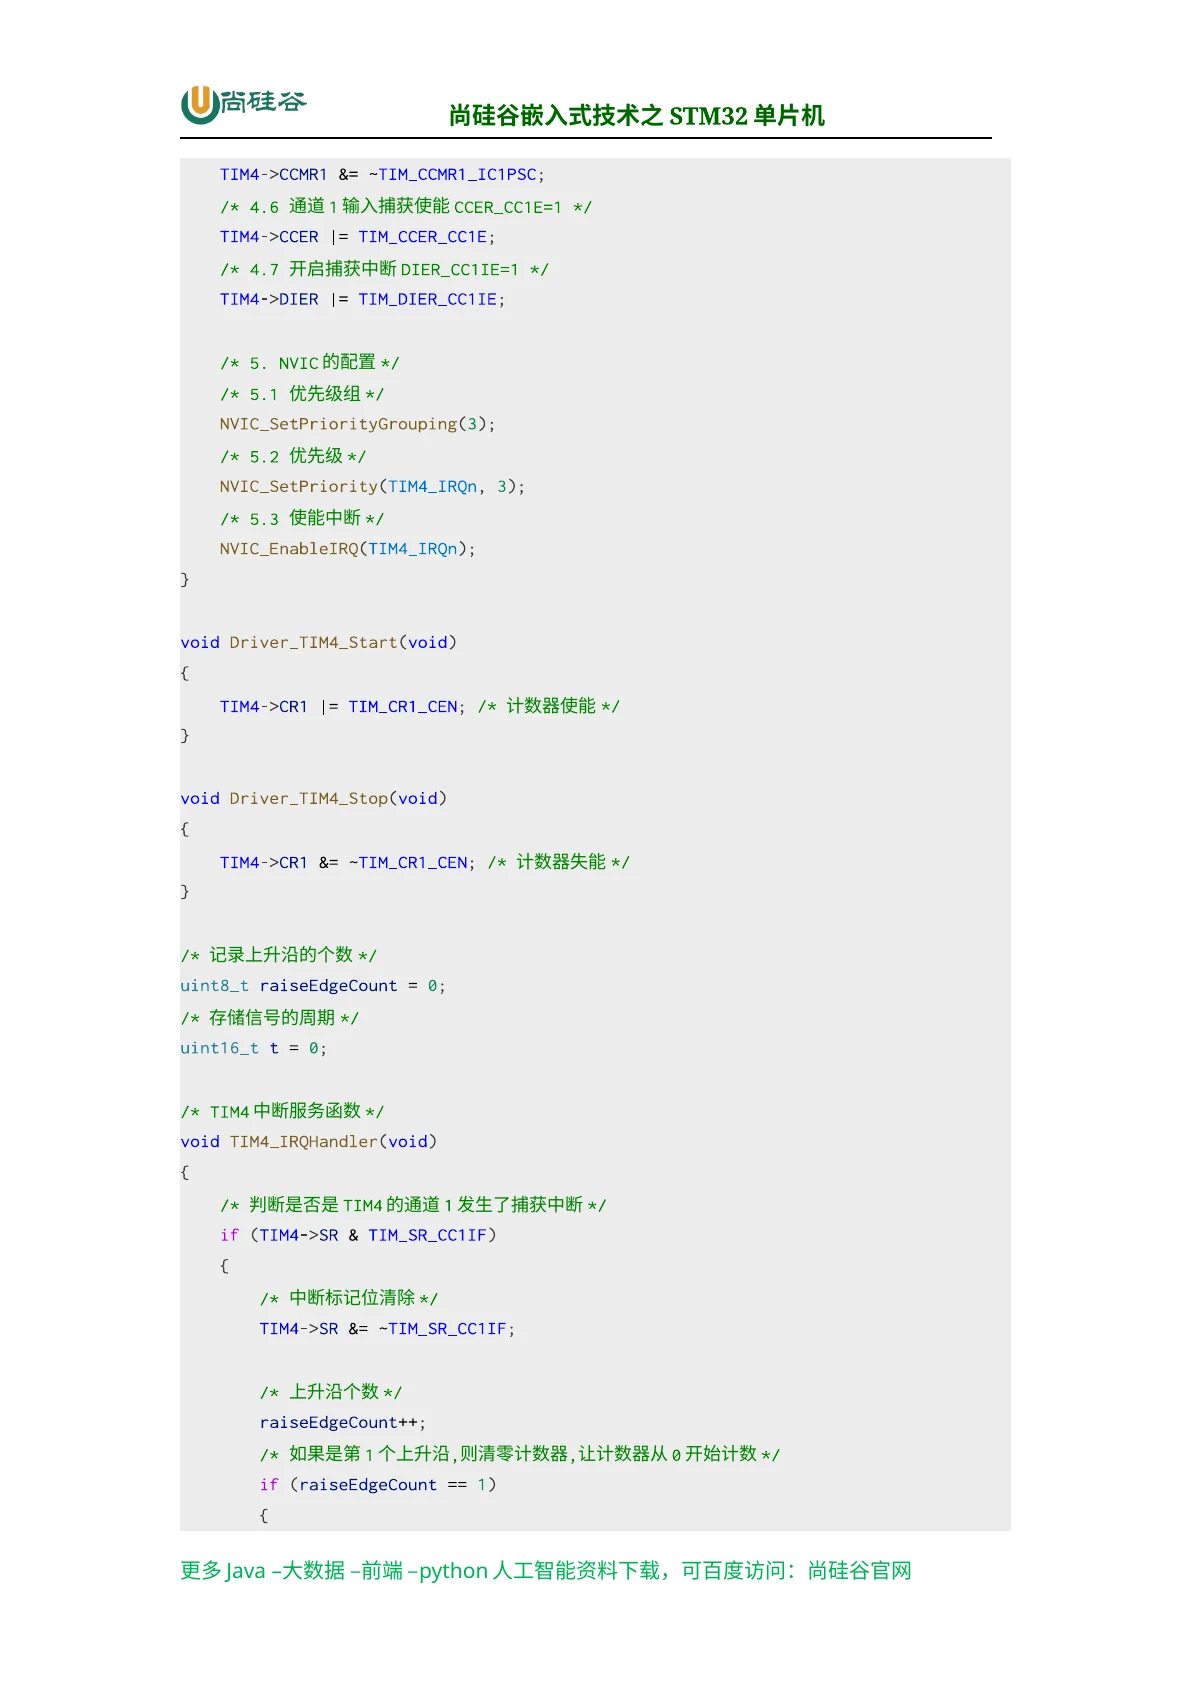 尚硅谷
尚硅谷嵌入式技术之 STM32 单片机
    TIM4->CCMR1 &= ~TIM_CCMR1_IC1PSC;
    /* 4.6 通道 1 输入捕获使能 CCER_CC1E=1 */
    TIM4->CCER |= TIM_CCER_CC1E;
    /* 4.7 开启捕获中断 DIER_CC1IE=1 */
    TIM4->DIER |= TIM_DIER_CC1IE;

    /* 5. NVIC 的配置 */
    /* 5.1 优先级组 */
    NVIC_SetPriorityGrouping(3);
    /* 5.2 优先级 */
    NVIC_SetPriority(TIM4_IRQn, 3);
    /* 5.3 使能中断 */
    NVIC_EnableIRQ(TIM4_IRQn);
}

void Driver_TIM4_Start(void)
{
    TIM4->CR1 |= TIM_CR1_CEN; /* 计数器使能 */
}

void Driver_TIM4_Stop(void)
{
    TIM4->CR1 &= ~TIM_CR1_CEN; /* 计数器失能 */
}

/* 记录上升沿的个数 */
uint8_t raiseEdgeCount = 0;
/* 存储信号的周期 */
uint16_t t = 0;

/* TIM4 中断服务函数 */
void TIM4_IRQHandler(void)
{
    /* 判断是否是 TIM4 的通道 1 发生了捕获中断 */
    if (TIM4->SR & TIM_SR_CC1IF)
    {
        /* 中断标记位清除 */
        TIM4->SR &= ~TIM_SR_CC1IF;

        /* 上升沿个数 */
        raiseEdgeCount++;
        /* 如果是第 1 个上升沿,则清零计数器,让计数器从 0 开始计数 */
        if (raiseEdgeCount == 1)
        {
更多 Java –大数据 –前端 –python 人工智能资料下载，可百度访问：尚硅谷官网